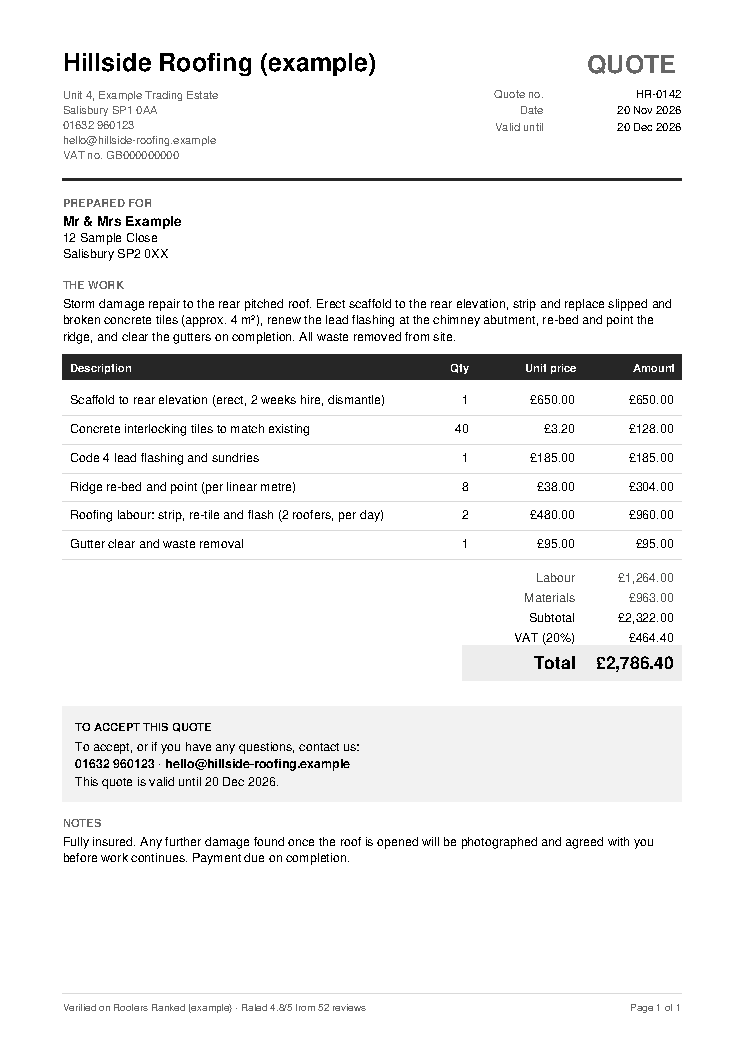 Hillside Roofing (example)
QUOTE
Unit 4, Example Trading Estate
Salisbury SP1 0AA
01632 960123
hello@hillside-roofing.example
VAT no. GB000000000
Quote no. HR-0142
Date 20 Nov 2026
Valid until 20 Dec 2026
PREPARED FOR
Mr & Mrs Example
12 Sample Close
Salisbury SP2 0XX
THE WORK
Storm damage repair to the rear pitched roof. Erect scaffold to the rear elevation, strip and replace slipped and
broken concrete tiles (approx. 4 m²), renew the lead flashing at the chimney abutment, re-bed and point the
ridge, and clear the gutters on completion. All waste removed from site.
Description Qty Unit price Amount
Scaffold to rear elevation (erect, 2 weeks hire, dismantle) 1 £650.00 £650.00
Concrete interlocking tiles to match existing 40 £3.20 £128.00
Code 4 lead flashing and sundries 1 £185.00 £185.00
Ridge re-bed and point (per linear metre) 8 £38.00 £304.00
Roofing labour: strip, re-tile and flash (2 roofers, per day) 2 £480.00 £960.00
Gutter clear and waste removal 1 £95.00 £95.00
Labour £1,264.00
Materials £963.00
Subtotal £2,322.00
VAT (20%) £464.40
Total £2,786.40
TO ACCEPT THIS QUOTE
To accept, or if you have any questions, contact us:
01632 960123 · hello@hillside-roofing.example
This quote is valid until 20 Dec 2026.
NOTES
Fully insured. Any further damage found once the roof is opened will be photographed and agreed with you
before work continues. Payment due on completion.
Verified on Roofers Ranked (example) · Rated 4.8/5 from 52 reviews
Page 1 of 1